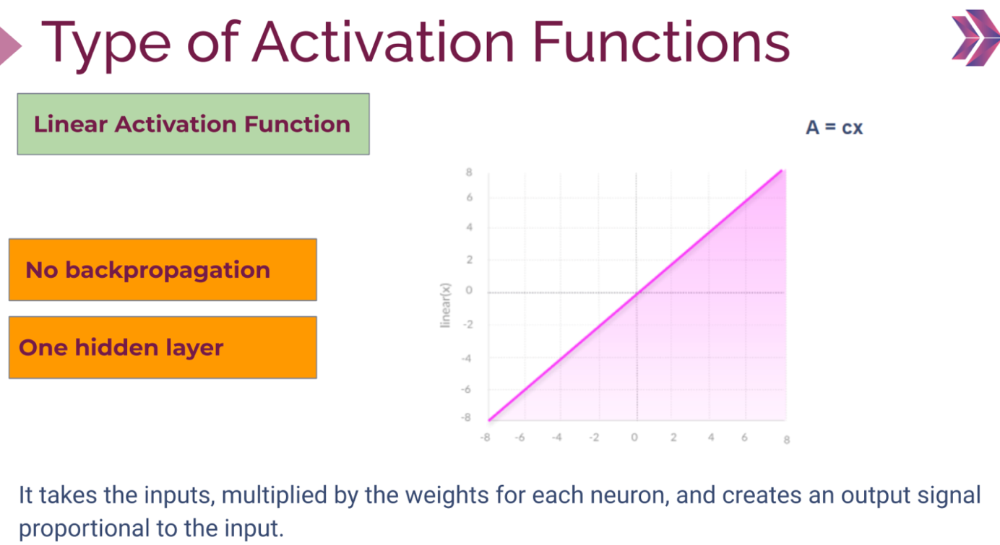 Type of Activation Functions
Linear Activation Function
A = cx
No backpropagation
One hidden layer
linear(x)
8
6
4
2
0
-2
-4
-6
-8
-8 -6 -4 -2 0 2 4 6 8
It takes the inputs, multiplied by the weights for each neuron, and creates an output signal
proportional to the input.